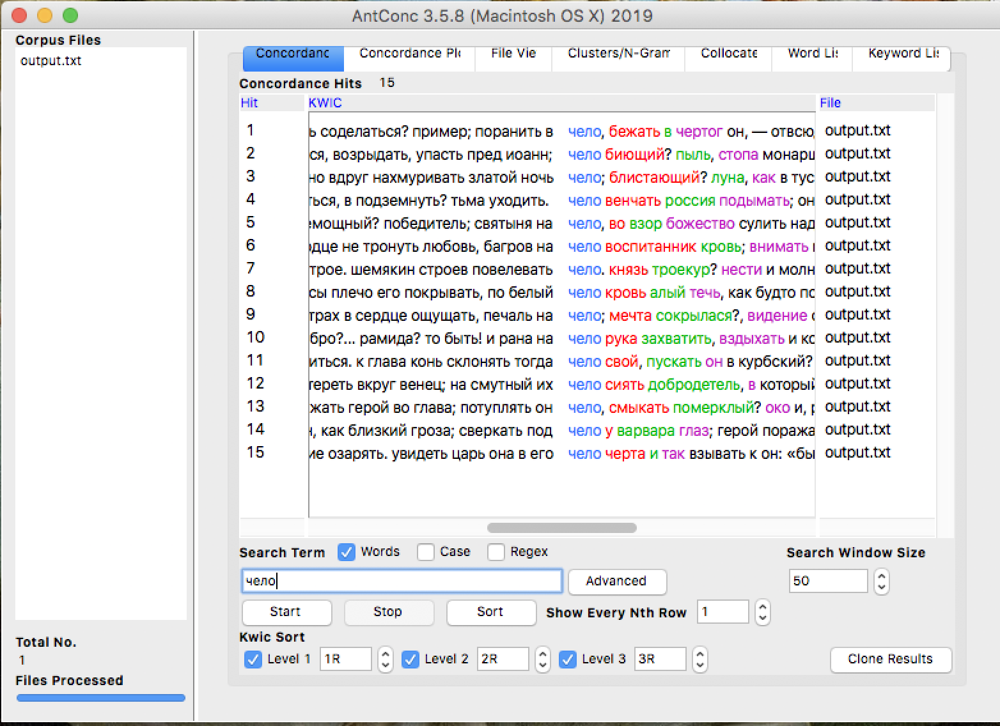 AntConc 3.5.8 (Macintosh OS X) 2019
Corpus Files
output.txt
Concordanc Concordance Plo File Vie Clusters/N-Gram Collocate Word Lis Keyword Lis
Concordance Hits 15
Hit KWIC File
1 ь соделаться? пример; поранить в чело, бежать в чертог он, — отвсю output.txt
2 ся, возрыдать, упасть пред иоанн; чело биющий? пыль, стопа монарш output.txt
3 но вдруг нахмуривать златой ночь чело; блистающий? луна, как в тус output.txt
4 ться, в подземнуть? тьма уходить. чело венчать россия подымать; он output.txt
5 емощный? победитель; святыня на чело, во взор божество сулить над output.txt
6 рдце не тронуть любовь, багров на чело воспитанник кровь; внимать output.txt
7 трое. шемякин строев повелевать чело. князь троекур? нести и молн output.txt
8 сы плечо его покрывать, по белый чело кровь алый течь, как будто по output.txt
9 трах в сердце ощущать, печаль на чело; мечта сокрылася?, видение output.txt
10 бро?... рамида? то быть! и рана на чело рука захватить, вздыхать и ко output.txt
11 иться. к глава конь склонять тогда чело свой, пускать он в курбский? output.txt
12 тереть вкруг венец; на смутный их чело сиять добродетель, в который output.txt
13 жать герой во глава; потуплять он чело, смыкать померклый? око и, output.txt
14 , как близкий гроза; сверкать под чело у варвара глаз; герой поража output.txt
15 ие озарять. увидеть царь она в его чело черта и так взывать к он: «бы output.txt
Search Term Words Case Regex Search Window Size
чело Advanced 50
Start Stop Sort Show Every Nth Row 1
Kwic Sort
Level 1 1R Level 2 2R Level 3 3R Clone Results
Total No.
1
Files Processed